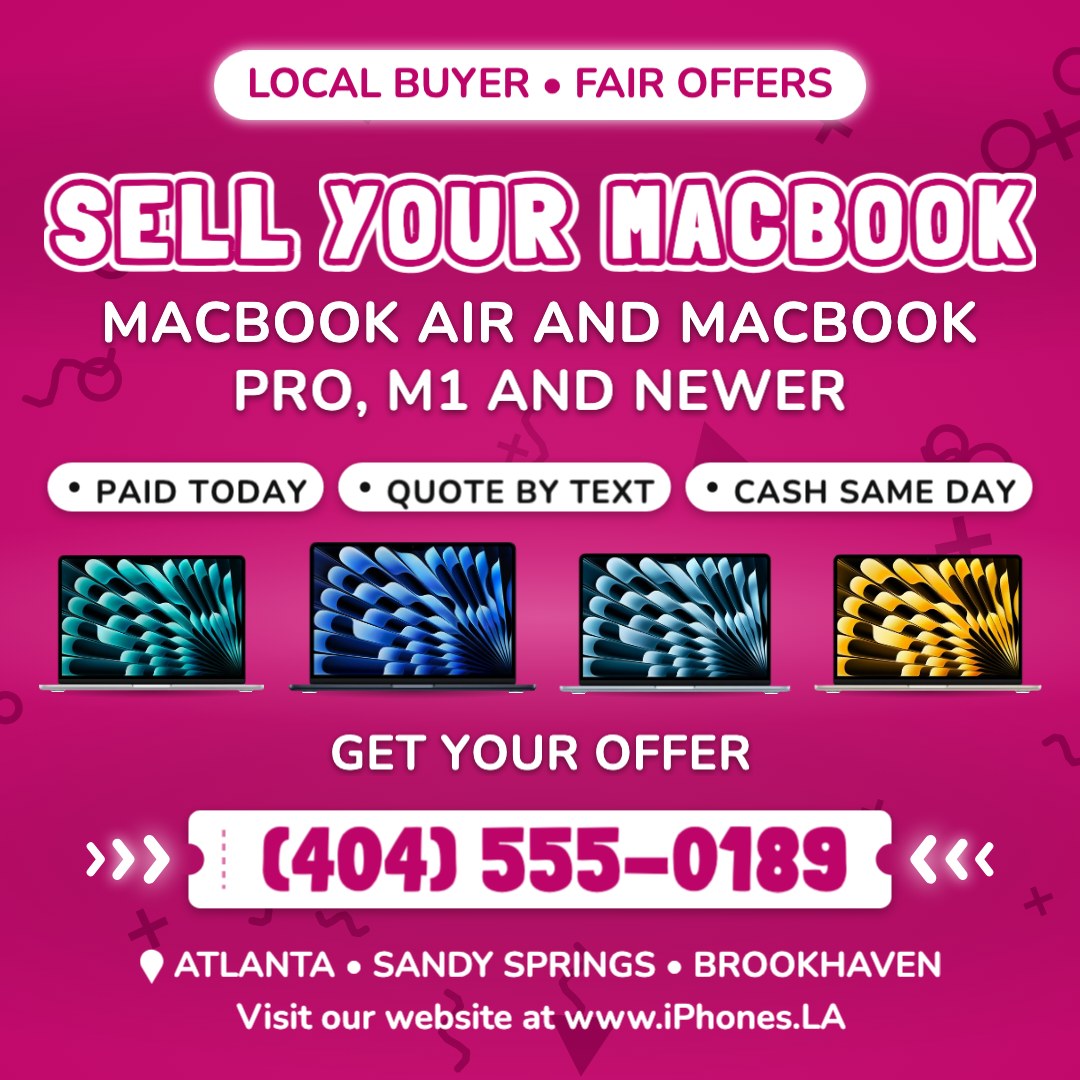 LOCAL BUYER • FAIR OFFERS
SELL YOUR MACBOOK
MACBOOK AIR AND MACBOOK
PRO, M1 AND NEWER
• PAID TODAY • QUOTE BY TEXT • CASH SAME DAY
GET YOUR OFFER
(404) 555-0189
ATLANTA • SANDY SPRINGS • BROOKHAVEN
Visit our website at www.iPhones.LA